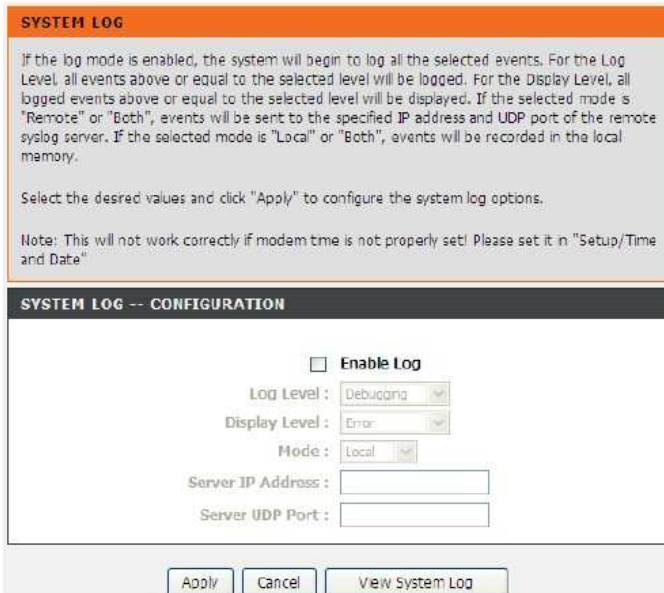 SYSTEM LOG
If the log mode is enabled, the system will begin to log all the selected events. For the Log
Level, all events above or equal to the selected level will be logged. For the Display Level, all
logged events above or equal to the selected level will be displayed. If the selected mode is
"Remote" or "Both", events will be sent to the specified IP address and UDP port of the remote
syslog server. If the selected mode is "Local" or "Both", events will be recorded in the local
memory.
Select the desired values and click "Apply" to configure the system log options.
Note: This will not work correctly if modem time is not properly set! Please set it in "Setup/Time
and Date"
SYSTEM LOG -- CONFIGURATION
Enable Log
Log Level : Debugging
Display Level : Error
Mode : Local
Server IP Address :
Server UDP Port :
Apply Cancel View System Log